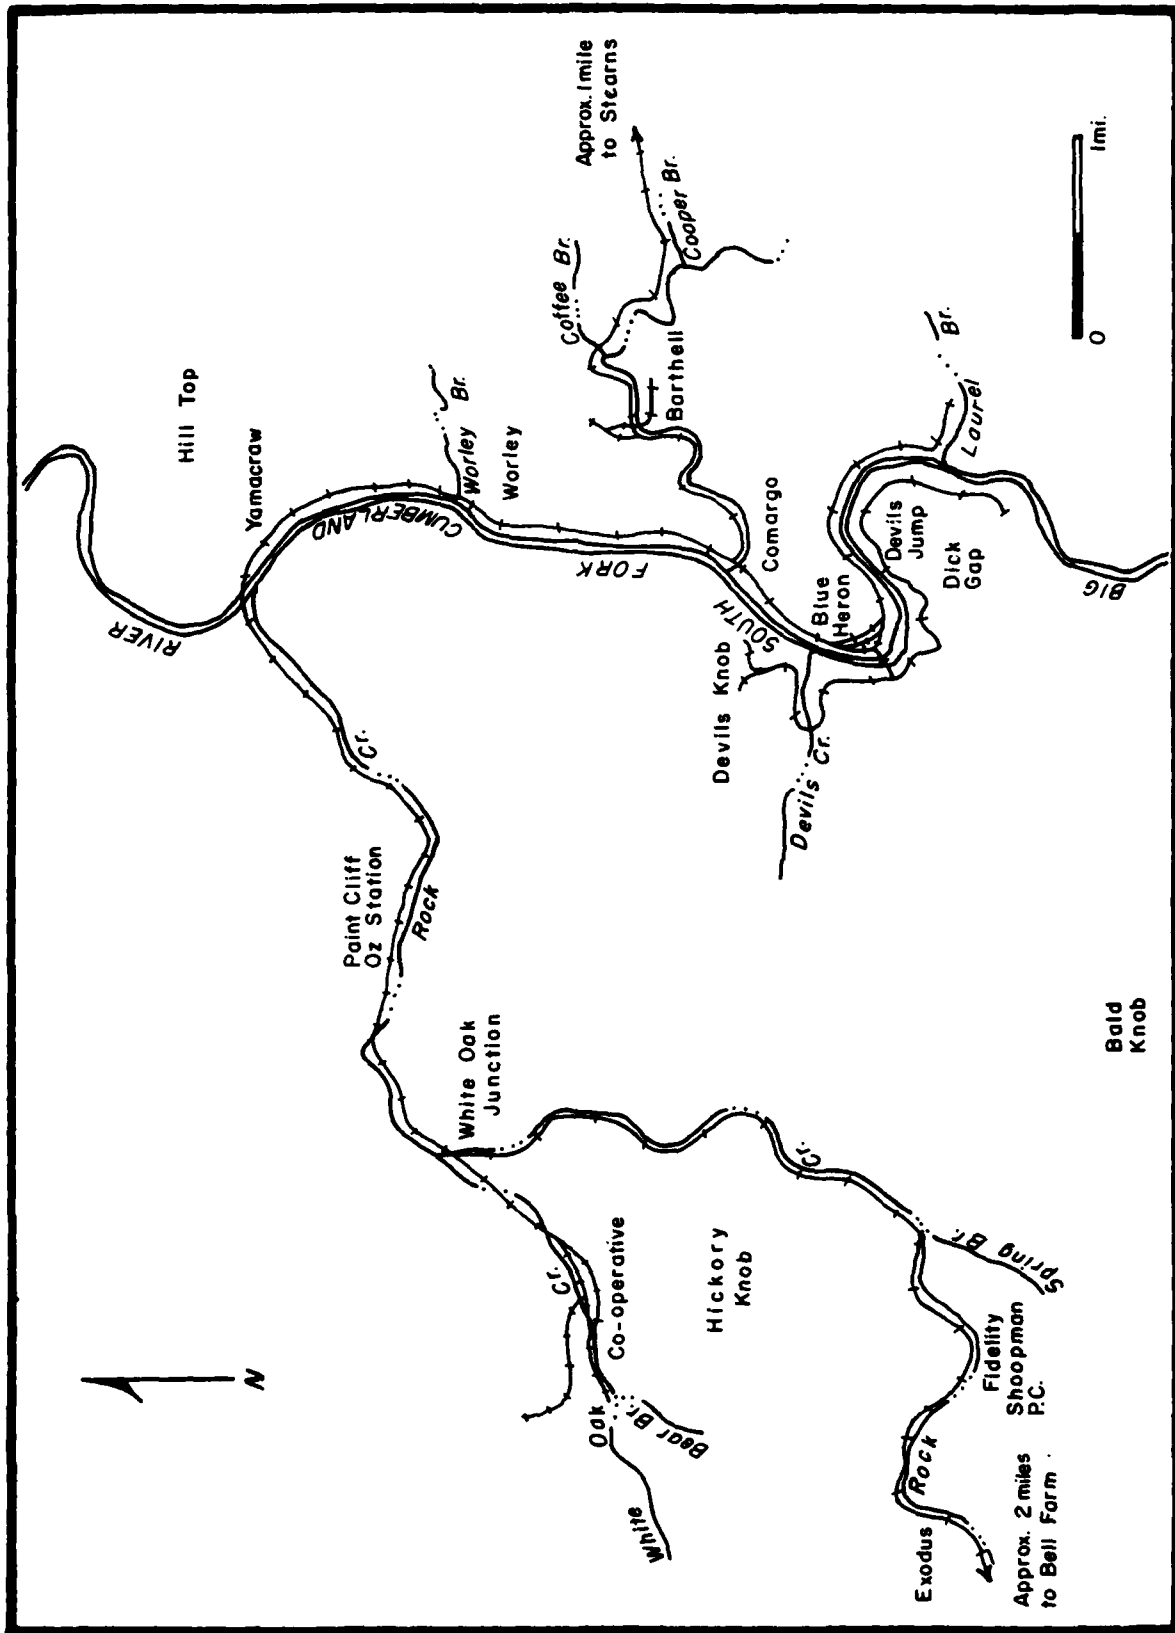 N
RIVER
Hill Top
Yamacraw
CUMBERLAND
Worley Br.
Worley
FORK
SOUTH
BIG
Approx. 1 mile
to Stearns
Coffee Br.
Cooper Br.
Barthell
Comargo
Blue
Heron
Devils
Jump
Dick
Gap
Laurel Br.
Devils Knob
Devils Cr.
Rock Cr.
Paint Cliff
Oz Station
White Oak
Junction
Co-operative
White Oak Cr.
Bear Br.
Hickory
Knob
Rock Cr.
Spring Br.
Fidelity
Shoopman
P.C.
Exodus
Approx. 2 miles
to Bell Farm.
Bald
Knob
0 1mi.